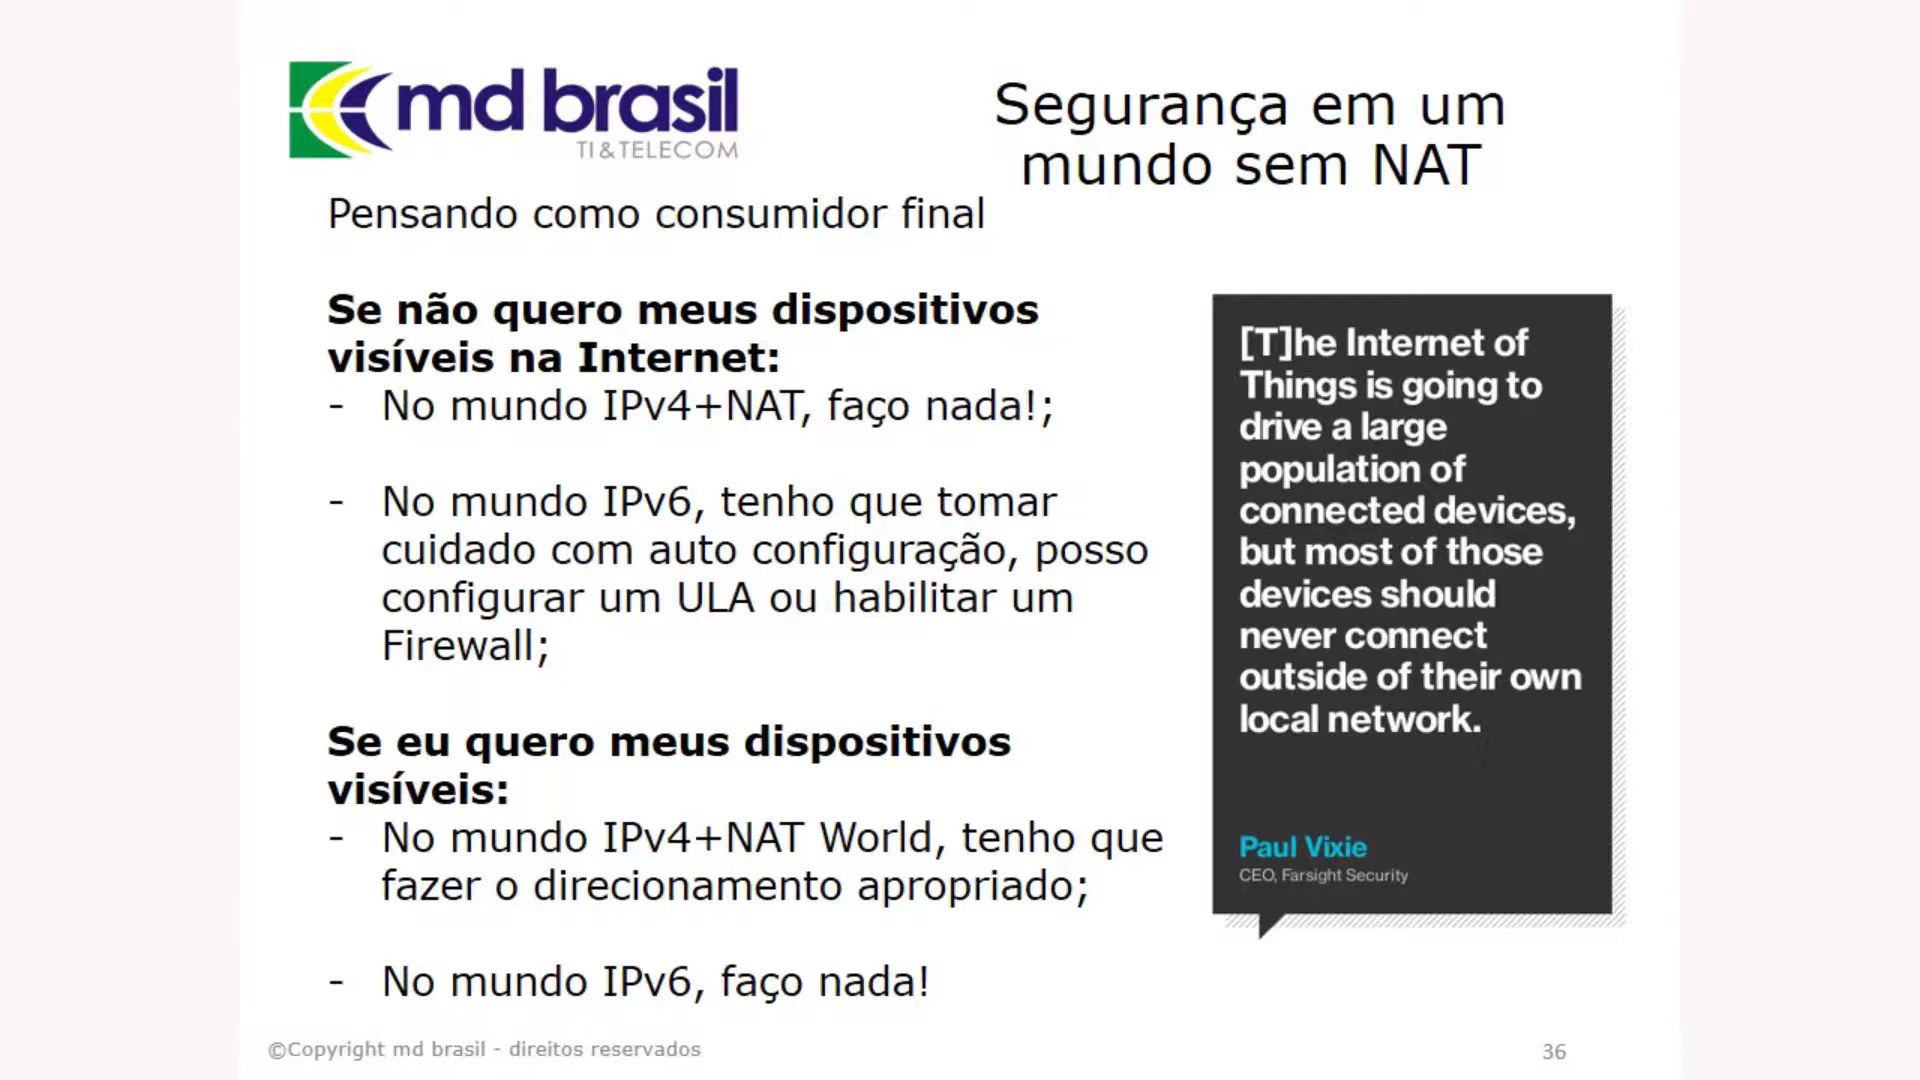 md brasil
TI & TELECOM
Segurança em um
mundo sem NAT
Pensando como consumidor final
Se não quero meus dispositivos
visíveis na Internet:
- No mundo IPv4+NAT, faço nada!;
- No mundo IPv6, tenho que tomar
cuidado com auto configuração, posso
configurar um ULA ou habilitar um
Firewall;
Se eu quero meus dispositivos
visíveis:
- No mundo IPv4+NAT World, tenho que
fazer o direcionamento apropriado;
- No mundo IPv6, faço nada!
[T]he Internet of
Things is going to
drive a large
population of
connected devices,
but most of those
devices should
never connect
outside of their own
local network.
Paul Vixie
CEO, Farsight Security
©Copyright md brasil - direitos reservados
36